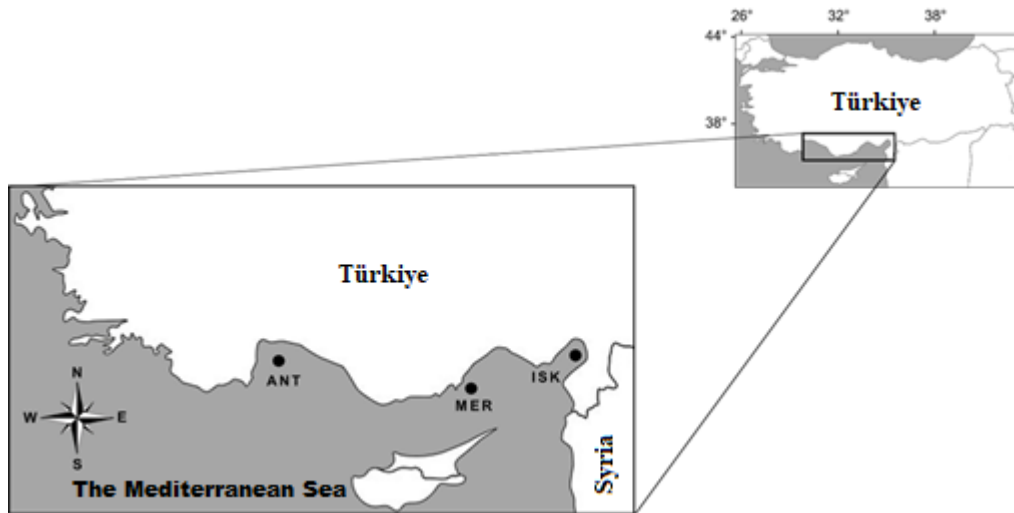 26° 32° 38°
44°
Türkiye
38°
Türkiye
ANT
ISK
MER
N
W E
S
Syria
The Mediterranean Sea